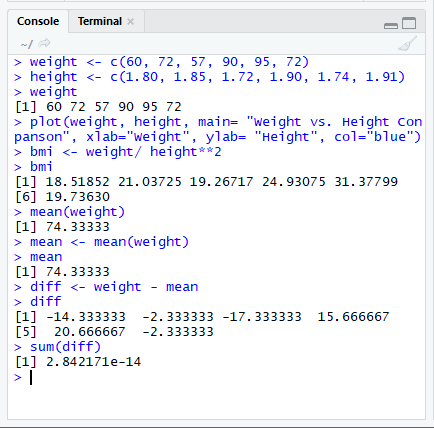 Console Terminal ×
~/
> weight <- c(60, 72, 57, 90, 95, 72)
> height <- c(1.80, 1.85, 1.72, 1.90, 1.74, 1.91)
> weight
[1] 60 72 57 90 95 72
> plot(weight, height, main= "Weight vs. Height Com
panson", xlab="Weight", ylab= "Height", col="blue")
> bmi <- weight/ height**2
> bmi
[1] 18.51852 21.03725 19.26717 24.93075 31.37799
[6] 19.73630
> mean(weight)
[1] 74.33333
> mean <- mean(weight)
> mean
[1] 74.33333
> diff <- weight - mean
> diff
[1] -14.333333 -2.333333 -17.333333 15.666667
[5] 20.666667 -2.333333
> sum(diff)
[1] 2.842171e-14
>